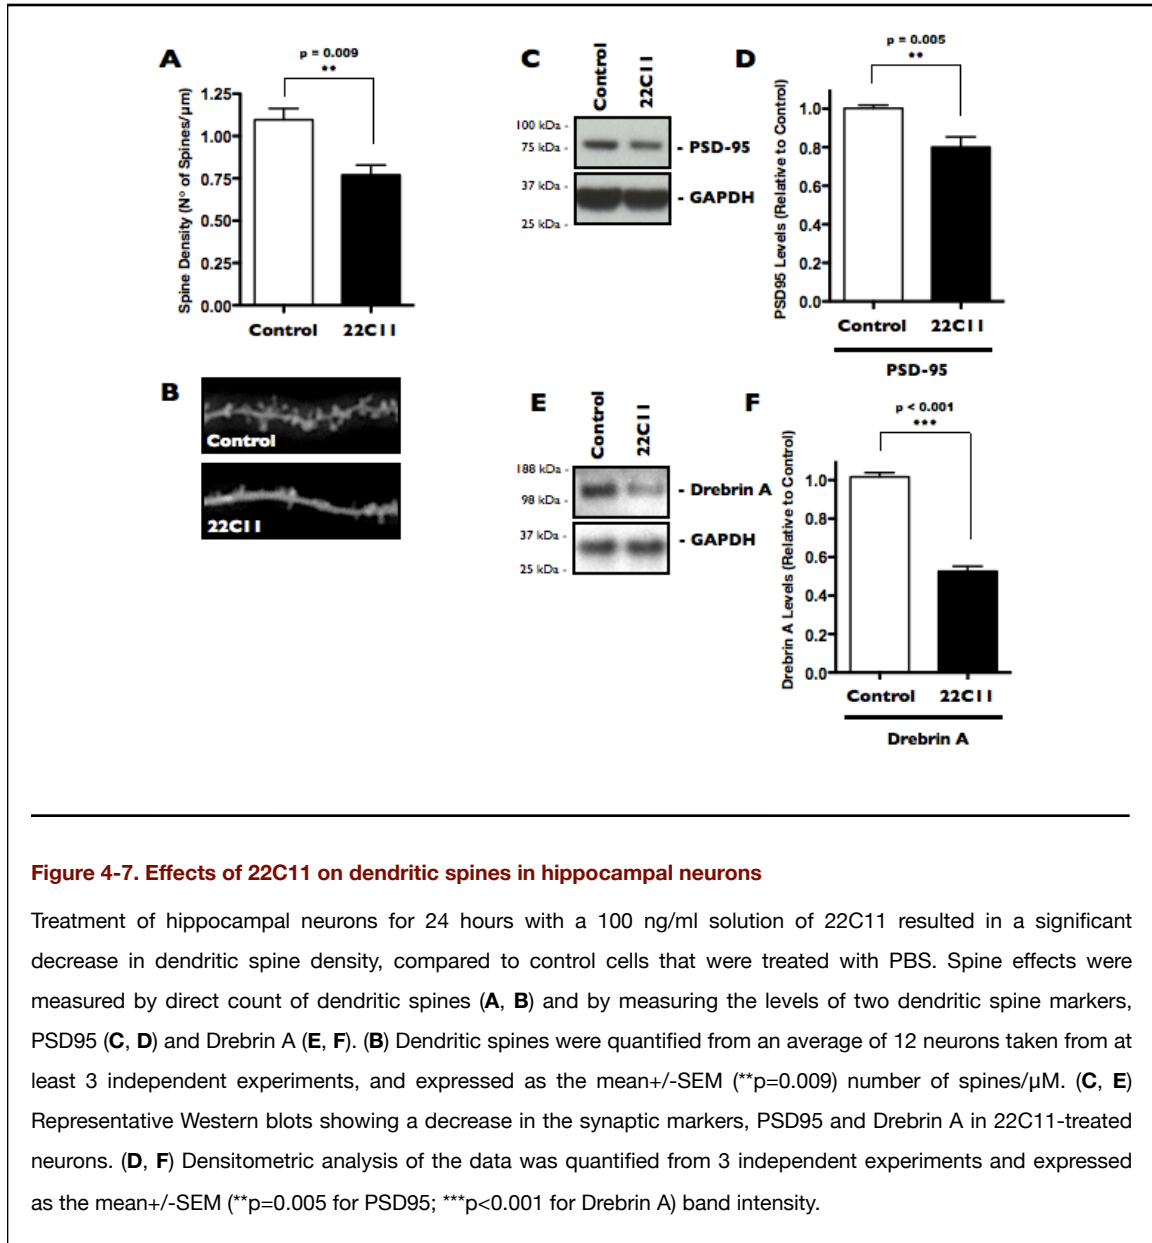 A
p = 0.009
**
Spine Density (Nº of Spines/µm)
1.25
1.00
0.75
0.50
0.25
0.00
Control 22C11
B
Control
22C11
C
Control
22C11
100 kDa -
75 kDa -
- PSD-95
37 kDa -
25 kDa -
- GAPDH
D
p = 0.005
**
PSD95 Levels (Relative to Control)
1.0
0.8
0.6
0.4
0.2
0.0
Control 22C11
PSD-95
E
Control
22C11
188 kDa -
98 kDa -
- Drebrin A
37 kDa -
25 kDa -
- GAPDH
F
p < 0.001
***
Drebrin A Levels (Relative to Control)
1.0
0.8
0.6
0.4
0.2
0.0
Control 22C11
Drebrin A
Figure 4-7. Effects of 22C11 on dendritic spines in hippocampal neurons
Treatment of hippocampal neurons for 24 hours with a 100 ng/ml solution of 22C11 resulted in a significant
decrease in dendritic spine density, compared to control cells that were treated with PBS. Spine effects were
measured by direct count of dendritic spines (A, B) and by measuring the levels of two dendritic spine markers,
PSD95 (C, D) and Drebrin A (E, F). (B) Dendritic spines were quantified from an average of 12 neurons taken from at
least 3 independent experiments, and expressed as the mean+/-SEM (**p=0.009) number of spines/µM. (C, E)
Representative Western blots showing a decrease in the synaptic markers, PSD95 and Drebrin A in 22C11-treated
neurons. (D, F) Densitometric analysis of the data was quantified from 3 independent experiments and expressed
as the mean+/-SEM (**p=0.005 for PSD95; ***p<0.001 for Drebrin A) band intensity.